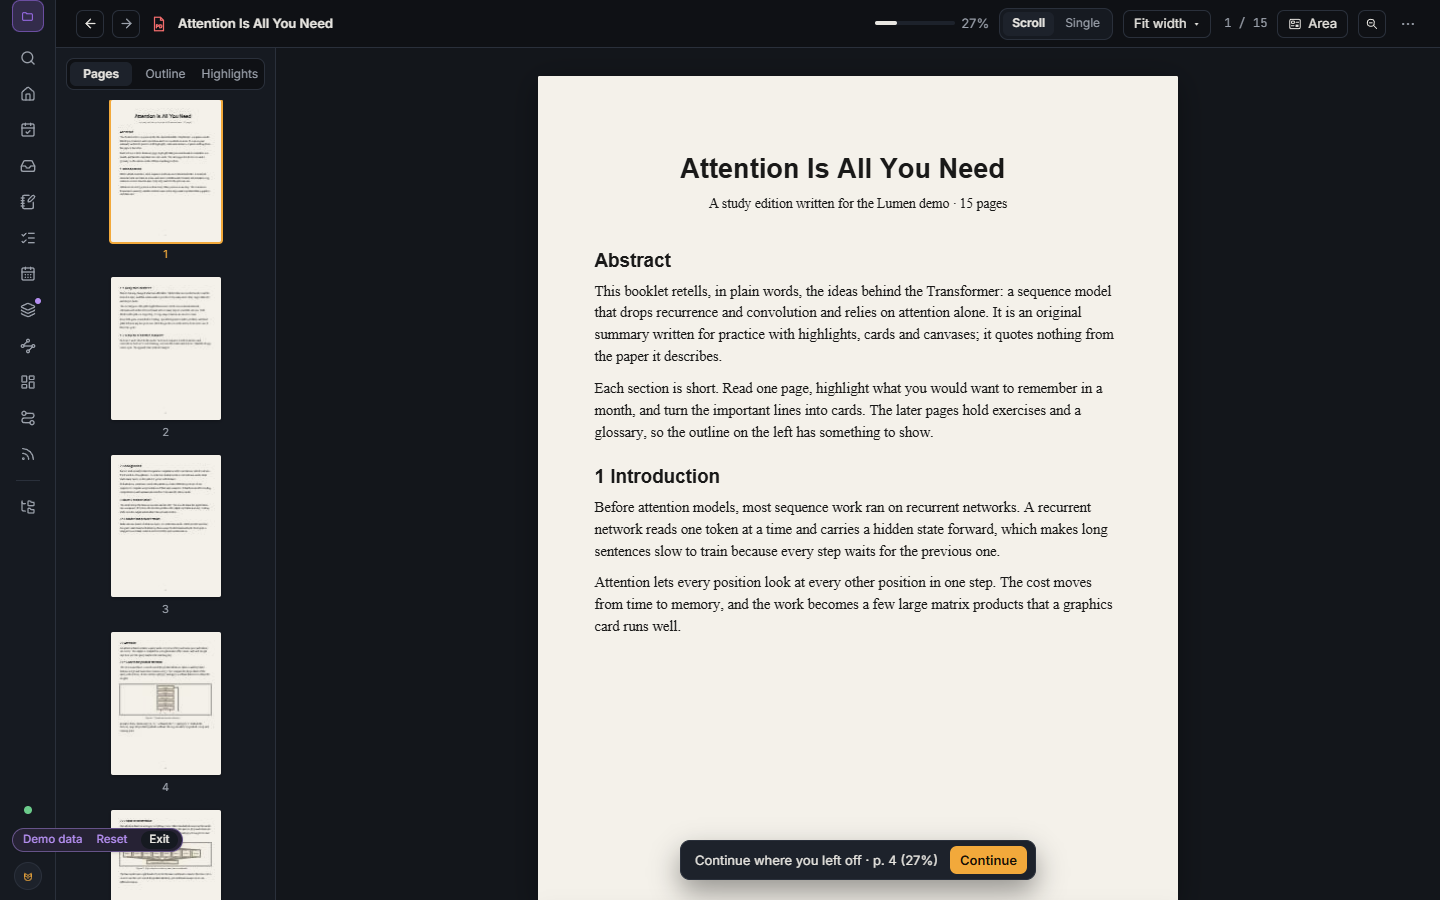 Attention Is All You Need
27%
Scroll
Single
Fit width
1 / 15
Area
Pages
Outline
Highlights
Attention Is All You Need
1
2
3
4
Demo data
Reset
Exit
Attention Is All You Need
A study edition written for the Lumen demo · 15 pages
Abstract
This booklet retells, in plain words, the ideas behind the Transformer: a sequence model
that drops recurrence and convolution and relies on attention alone. It is an original
summary written for practice with highlights, cards and canvases; it quotes nothing from
the paper it describes.
Each section is short. Read one page, highlight what you would want to remember in a
month, and turn the important lines into cards. The later pages hold exercises and a
glossary, so the outline on the left has something to show.
1 Introduction
Before attention models, most sequence work ran on recurrent networks. A recurrent
network reads one token at a time and carries a hidden state forward, which makes long
sentences slow to train because every step waits for the previous one.
Attention lets every position look at every other position in one step. The cost moves
from time to memory, and the work becomes a few large matrix products that a graphics
card runs well.
Continue where you left off · p. 4 (27%)
Continue